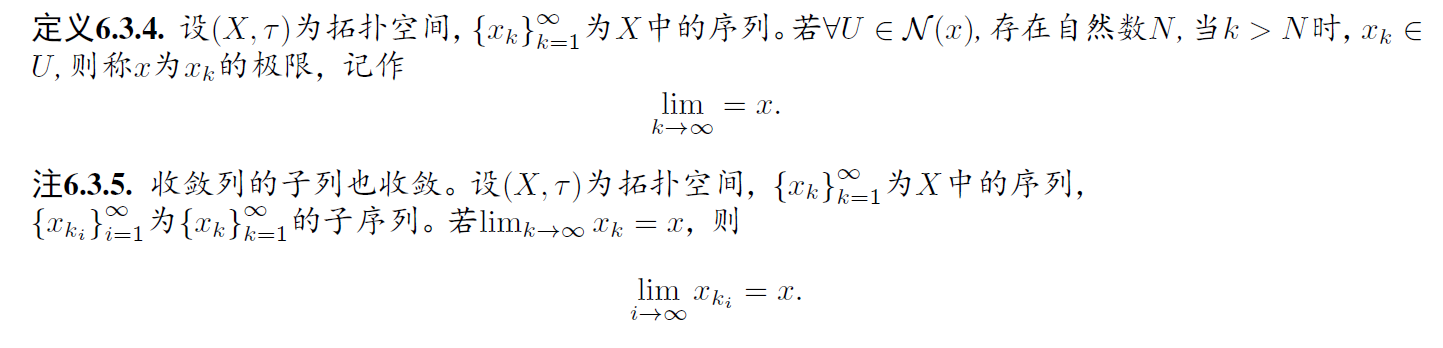 定义6.3.4. 设(X, τ)为拓扑空间, {x_k}_{k=1}^∞为X中的序列。若∀U ∈ N(x), 存在自然数N, 当k > N时, x_k ∈
U, 则称x为x_k的极限，记作
lim_{k→∞} = x.
注6.3.5. 收敛列的子列也收敛。设(X, τ)为拓扑空间，{x_k}_{k=1}^∞为X中的序列，
{x_{k_i}}_{i=1}^∞为{x_k}_{k=1}^∞的子序列。若lim_{k→∞} x_k = x，则
lim_{i→∞} x_{k_i} = x.